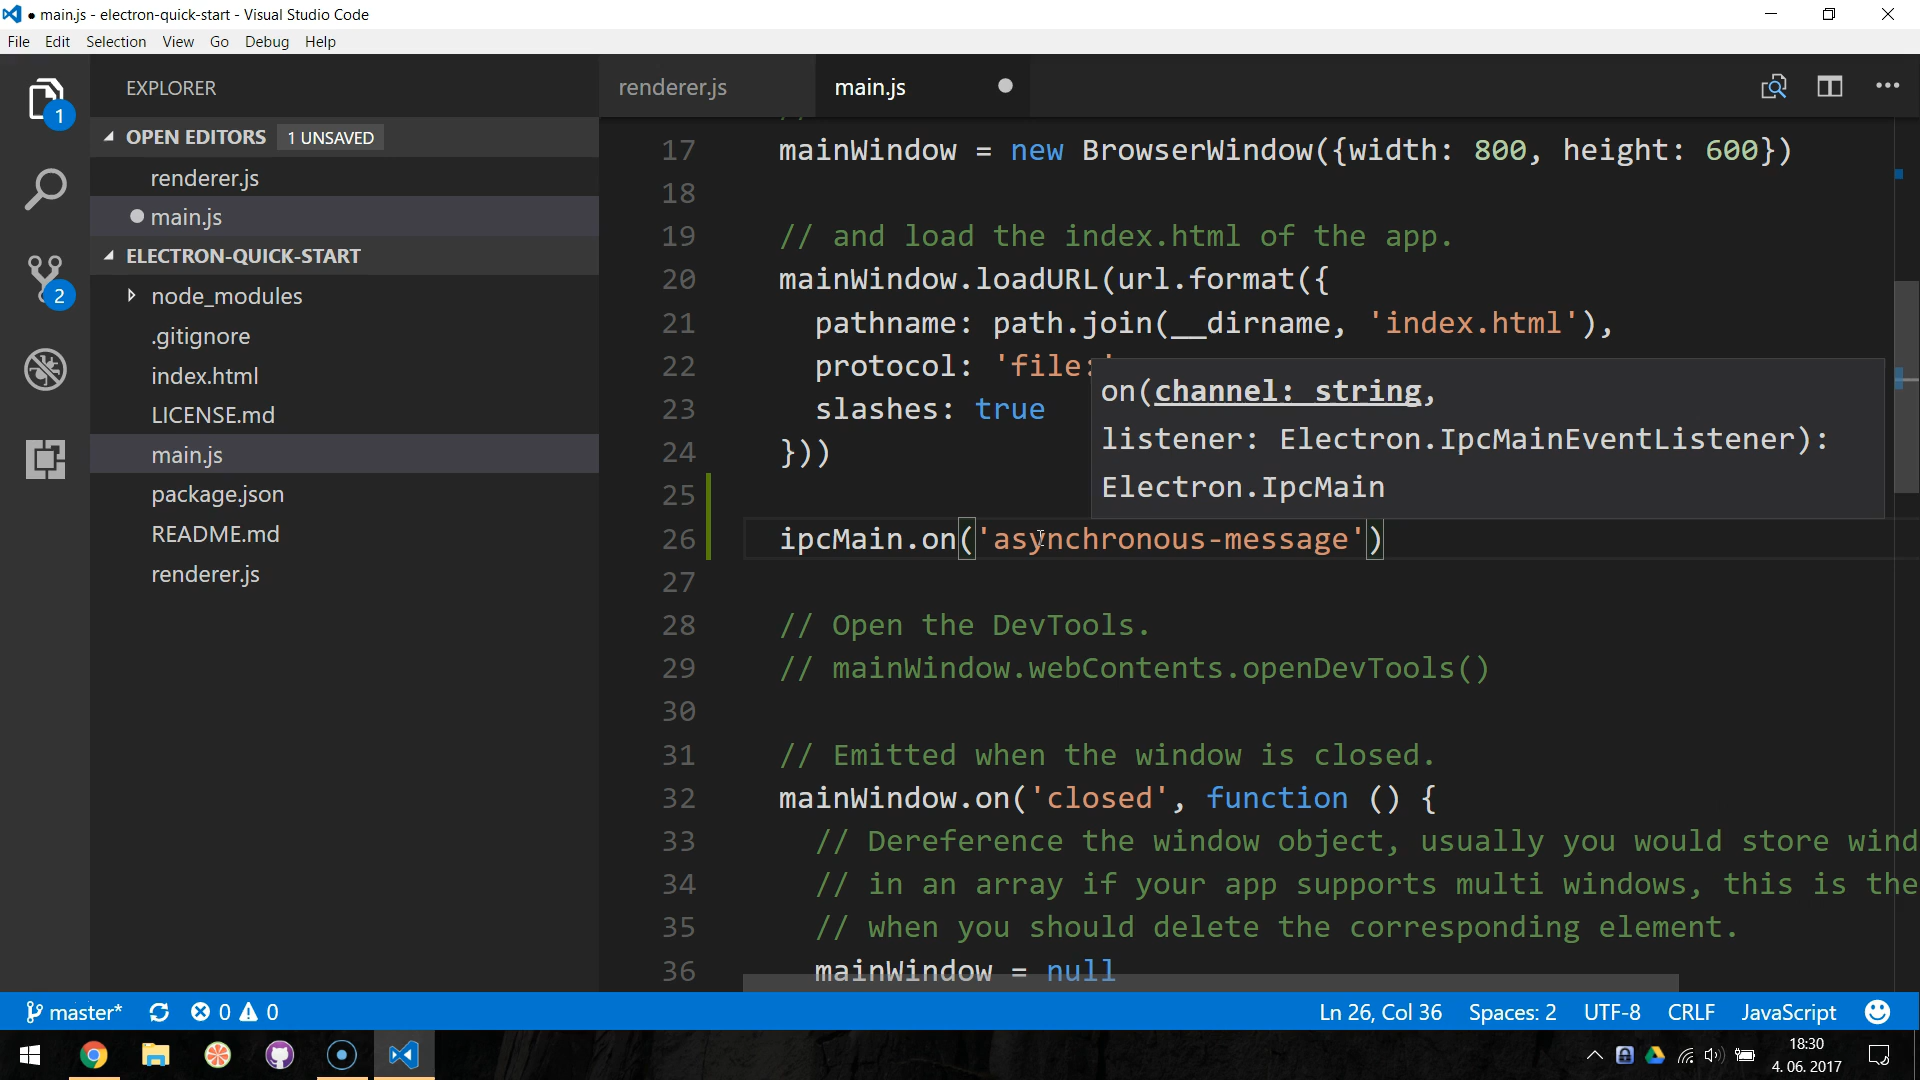 ● main.js - electron-quick-start - Visual Studio Code
File Edit Selection View Go Debug Help
EXPLORER
OPEN EDITORS 1 UNSAVED
renderer.js
main.js
ELECTRON-QUICK-START
node_modules
.gitignore
index.html
LICENSE.md
main.js
package.json
README.md
renderer.js
1
2
renderer.js main.js
17 mainWindow = new BrowserWindow({width: 800, height: 600})
18
19 // and load the index.html of the app.
20 mainWindow.loadURL(url.format({
21 pathname: path.join(__dirname, 'index.html'),
22 protocol: 'file:'
23 slashes: true
24 }))
25
26 ipcMain.on('asynchronous-message')
27
28 // Open the DevTools.
29 // mainWindow.webContents.openDevTools()
30
31 // Emitted when the window is closed.
32 mainWindow.on('closed', function () {
33 // Dereference the window object, usually you would store wind
34 // in an array if your app supports multi windows, this is the
35 // when you should delete the corresponding element.
36 mainWindow = null
on(channel: string,
listener: Electron.IpcMainEventListener):
Electron.IpcMain
master* 0 0 Ln 26, Col 36 Spaces: 2 UTF-8 CRLF JavaScript
18:30
4. 06. 2017